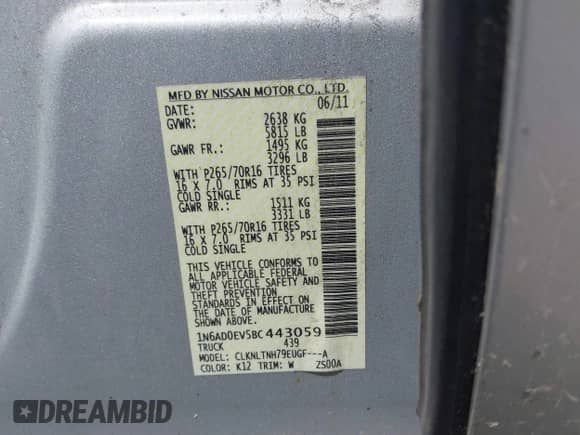 MFD BY NISSAN MOTOR CO., LTD.
DATE: 06/11
GVWR: 2638 KG
5815 LB
GAWR FR.: 1495 KG
3296 LB
WITH P265/70R16 TIRES
16 X 7.0 RIMS AT 35 PSI
COLD SINGLE
GAWR RR.: 1511 KG
3331 LB
WITH P265/70R16 TIRES
16 X 7.0 RIMS AT 35 PSI
COLD SINGLE
THIS VEHICLE CONFORMS TO
ALL APPLICABLE FEDERAL
MOTOR VEHICLE SAFETY AND
THEFT PREVENTION
STANDARDS IN EFFECT ON
THE DATE OF MANUFACTURE
SHOWN ABOVE.
1N6AD0EV5BC443059
TRUCK 439
MODEL: CLKNLTNH79EUGF---A
COLOR: K12 TRIM: W ZS00A
DREAMBID